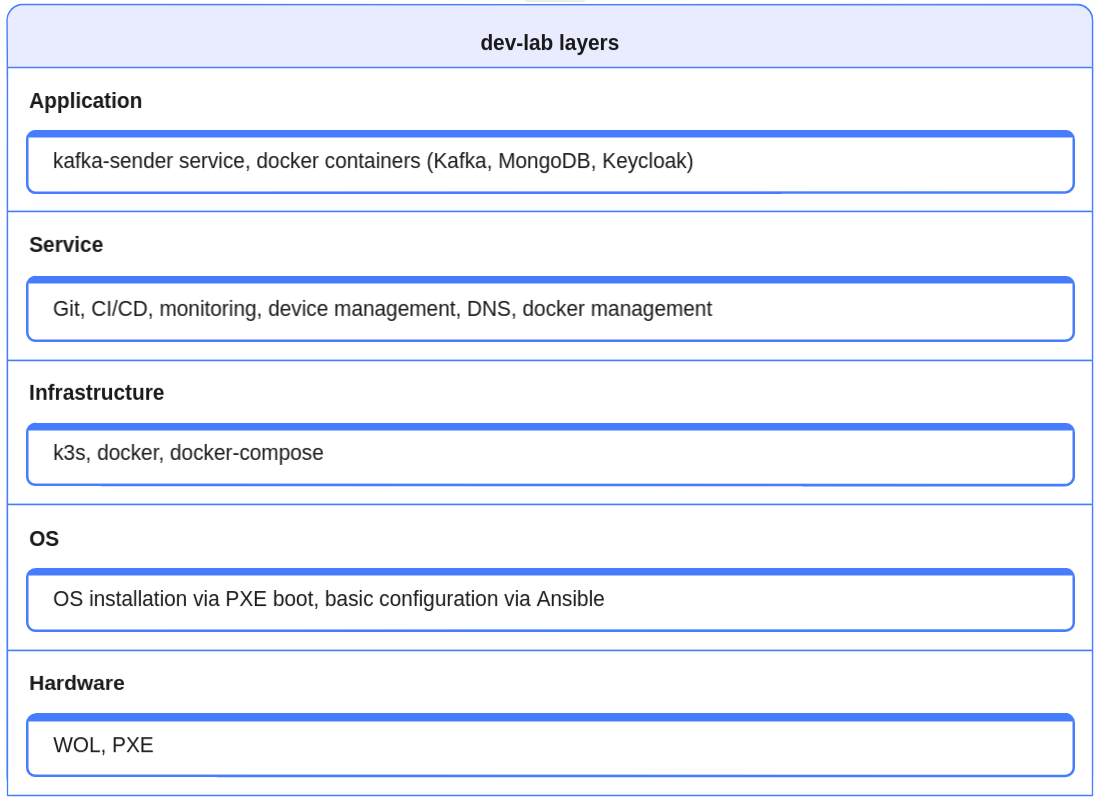 dev-lab layers
Application
kafka-sender service, docker containers (Kafka, MongoDB, Keycloak)
Service
Git, CI/CD, monitoring, device management, DNS, docker management
Infrastructure
k3s, docker, docker-compose
OS
OS installation via PXE boot, basic configuration via Ansible
Hardware
WOL, PXE